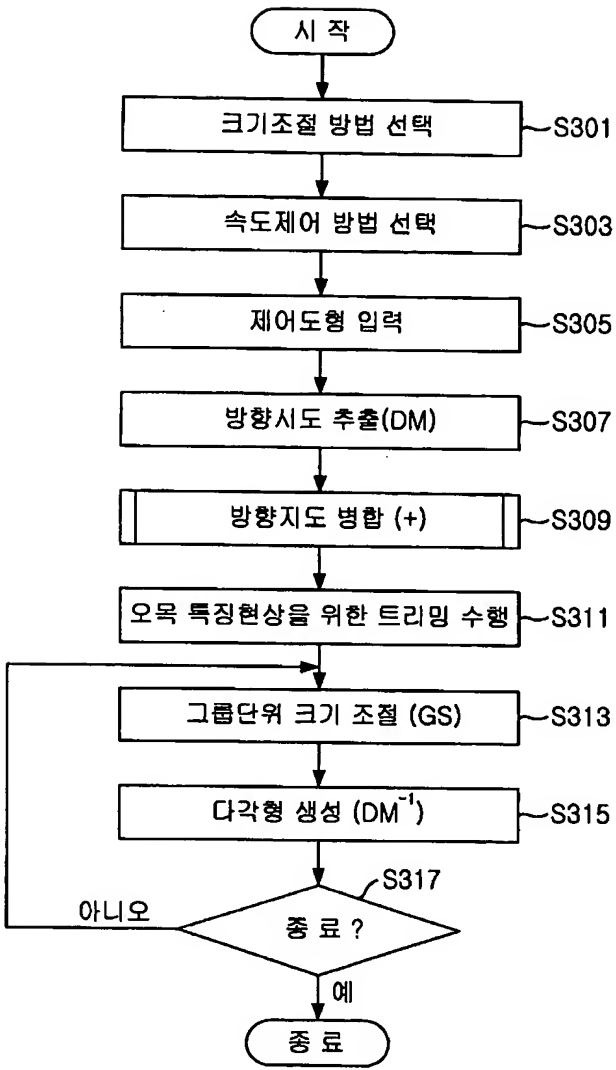 시 작
크기조절 방법 선택
S301
속도제어 방법 선택
S303
제어도형 입력
S305
방향시도 추출(DM)
S307
방향지도 병합 (+)
S309
오목 특징현상을 위한 트리밍 수행
S311
그룹단위 크기 조절 (GS)
S313
다각형 생성 (DM⁻¹)
S315
S317
아니오
종 료 ?
예
종 료